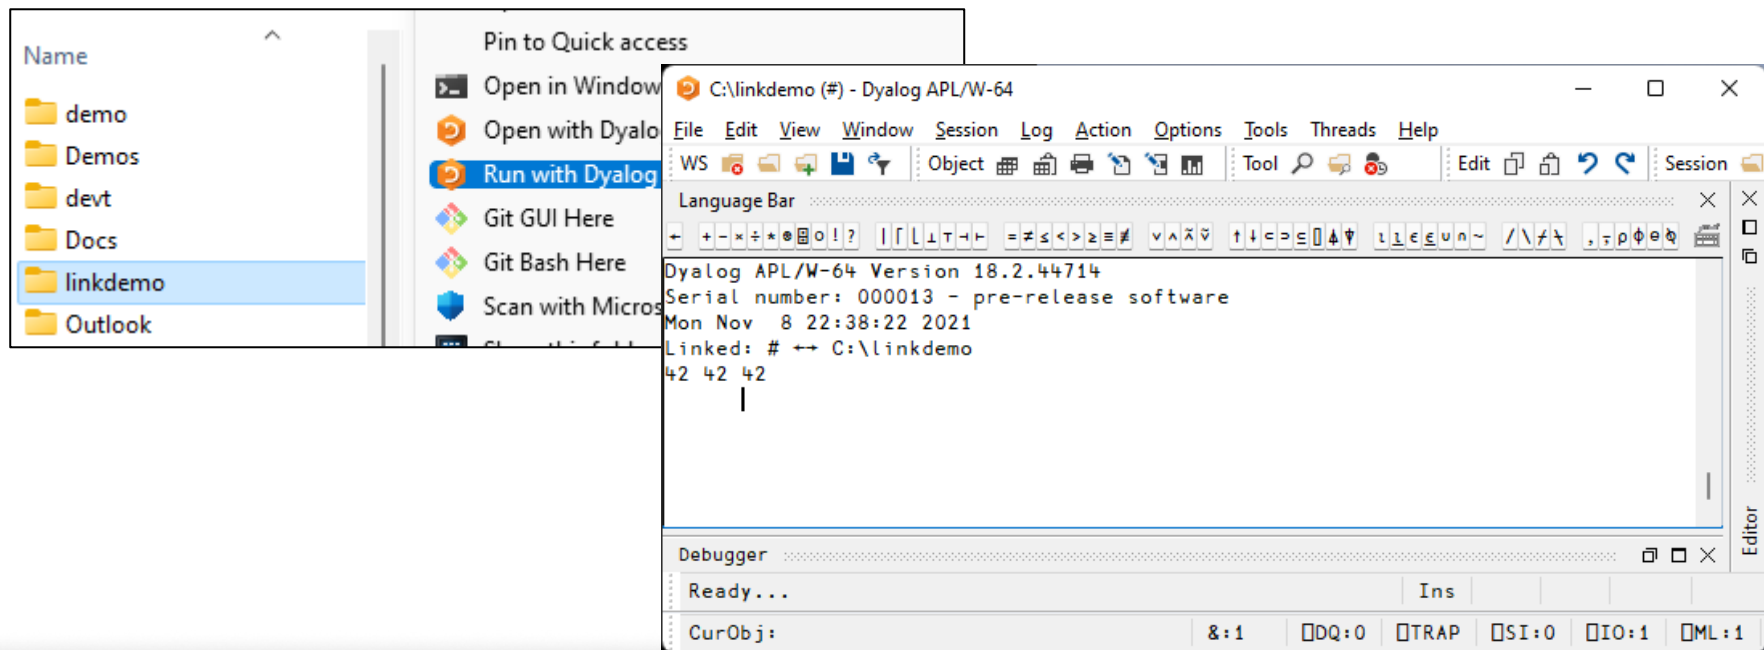 Name
demo
Demos
devt
Docs
linkdemo
Outlook
Pin to Quick access
Open in Window
Open with Dyalo
Run with Dyalog
Git GUI Here
Git Bash Here
Scan with Micros
C:\linkdemo (#) - Dyalog APL/W-64
File Edit View Window Session Log Action Options Tools Threads Help
WS Object Tool Edit Session
Language Bar
← +-×÷*⍟⌹○!? |⌈⌊⊥⊤⊣⊢ =≠≤<>≥≡≢ ∨∧⍲⍱ ↑↓⊂⊃⊆⌷⍋⍒ ⍳⍸∊⍷∪∩~ /\⌿⍀ ,⍪⍴⌽⊖⍉
Dyalog APL/W-64 Version 18.2.44714
Serial number: 000013 - pre-release software
Mon Nov  8 22:38:22 2021
Linked: # ←→ C:\linkdemo
42 42 42
Editor
Debugger
Ready... Ins
CurObj: &:1 ⎕DQ:0 ⎕TRAP ⎕SI:0 ⎕IO:1 ⎕ML:1